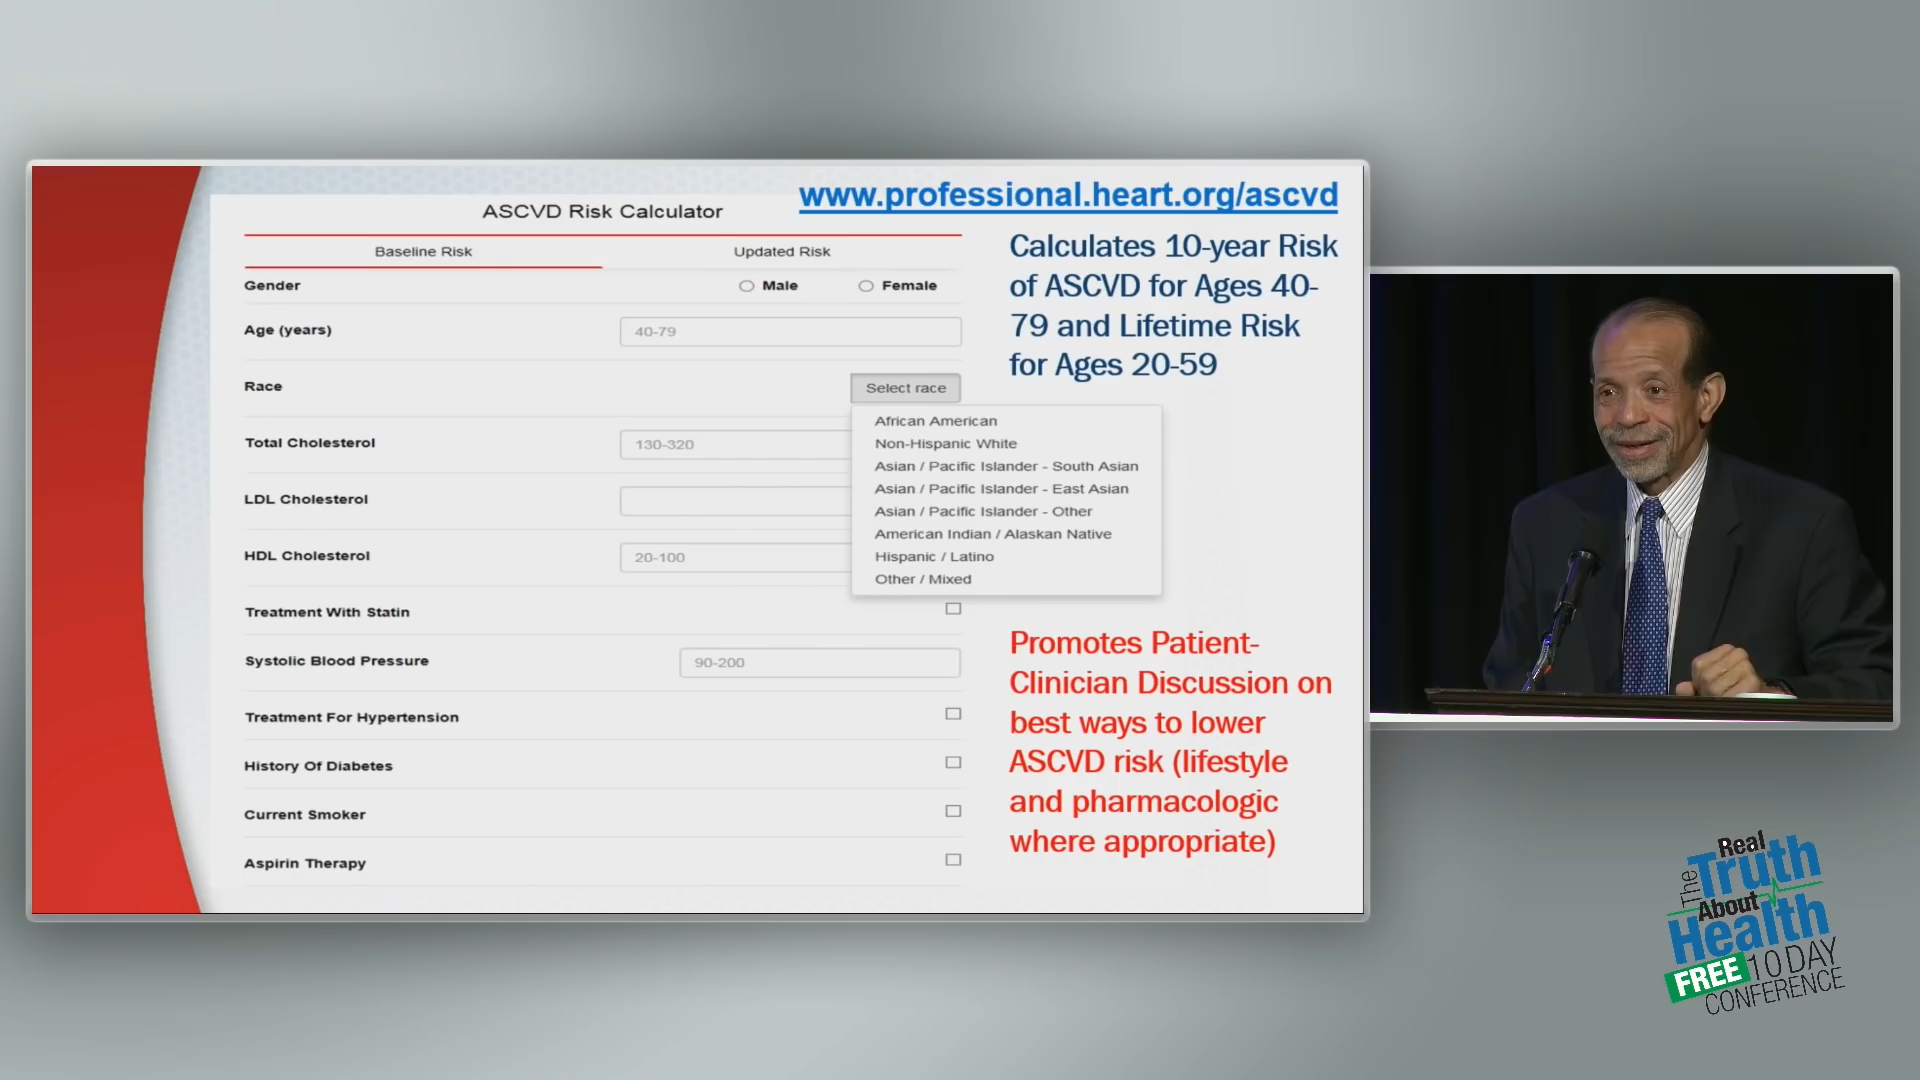 www.professional.heart.org/ascvd
ASCVD Risk Calculator
Baseline Risk
Updated Risk
Gender
Male
Female
Age (years)
40-79
Race
Select race
African American
Non-Hispanic White
Asian / Pacific Islander - South Asian
Asian / Pacific Islander - East Asian
Asian / Pacific Islander - Other
American Indian / Alaskan Native
Hispanic / Latino
Other / Mixed
Total Cholesterol
130-320
LDL Cholesterol
HDL Cholesterol
20-100
Treatment With Statin
Systolic Blood Pressure
90-200
Treatment For Hypertension
History Of Diabetes
Current Smoker
Aspirin Therapy
Calculates 10-year Risk
of ASCVD for Ages 40-
79 and Lifetime Risk
for Ages 20-59
Promotes Patient-
Clinician Discussion on
best ways to lower
ASCVD risk (lifestyle
and pharmacologic
where appropriate)
The Real
Truth
About
Health
FREE 10 DAY
CONFERENCE